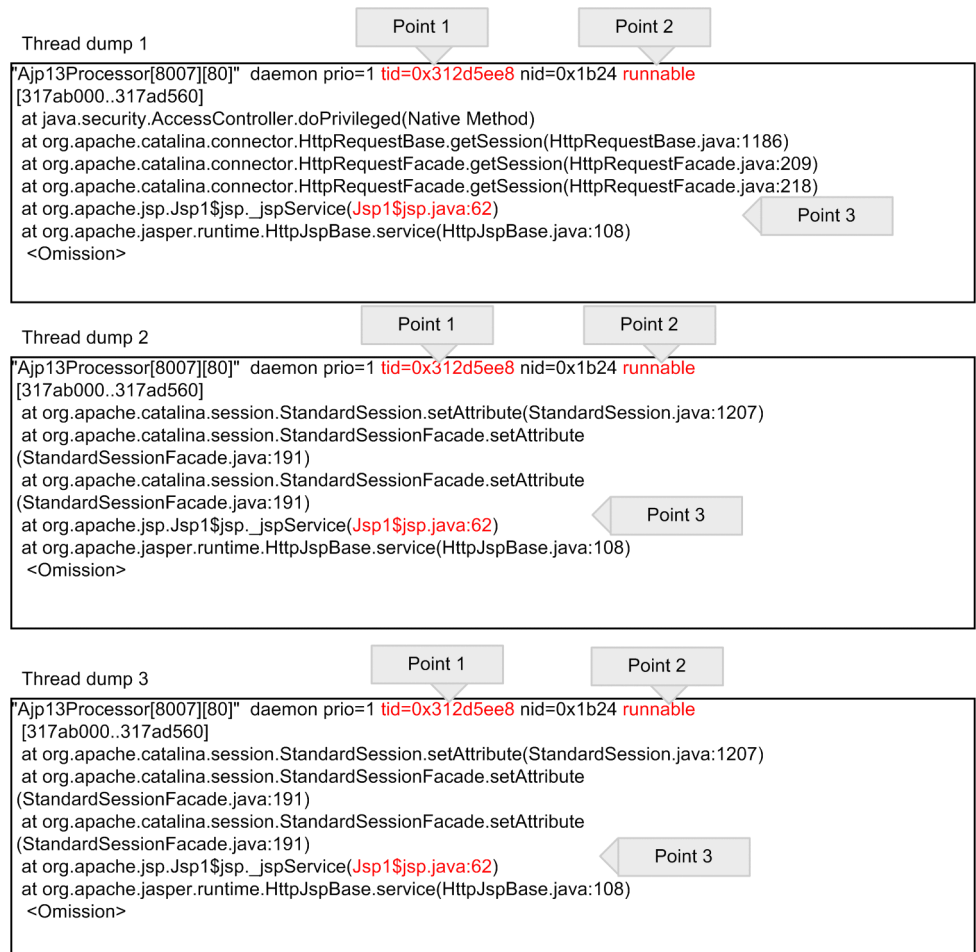 Point 1
Point 2
Thread dump 1
"Ajp13Processor[8007][80]" daemon prio=1 tid=0x312d5ee8 nid=0x1b24 runnable
[317ab000..317ad560]
at java.security.AccessController.doPrivileged(Native Method)
at org.apache.catalina.connector.HttpRequestBase.getSession(HttpRequestBase.java:1186)
at org.apache.catalina.connector.HttpRequestFacade.getSession(HttpRequestFacade.java:209)
at org.apache.catalina.connector.HttpRequestFacade.getSession(HttpRequestFacade.java:218)
at org.apache.jsp.Jsp1$jsp._jspService(Jsp1$jsp.java:62)
Point 3
at org.apache.jasper.runtime.HttpJspBase.service(HttpJspBase.java:108)
<Omission>
Point 1
Point 2
Thread dump 2
"Ajp13Processor[8007][80]" daemon prio=1 tid=0x312d5ee8 nid=0x1b24 runnable
[317ab000..317ad560]
at org.apache.catalina.session.StandardSession.setAttribute(StandardSession.java:1207)
at org.apache.catalina.session.StandardSessionFacade.setAttribute
(StandardSessionFacade.java:191)
at org.apache.catalina.session.StandardSessionFacade.setAttribute
(StandardSessionFacade.java:191)
at org.apache.jsp.Jsp1$jsp._jspService(Jsp1$jsp.java:62)
Point 3
at org.apache.jasper.runtime.HttpJspBase.service(HttpJspBase.java:108)
<Omission>
Point 1
Point 2
Thread dump 3
"Ajp13Processor[8007][80]" daemon prio=1 tid=0x312d5ee8 nid=0x1b24 runnable
[317ab000..317ad560]
at org.apache.catalina.session.StandardSession.setAttribute(StandardSession.java:1207)
at org.apache.catalina.session.StandardSessionFacade.setAttribute
(StandardSessionFacade.java:191)
at org.apache.catalina.session.StandardSessionFacade.setAttribute
(StandardSessionFacade.java:191)
at org.apache.jsp.Jsp1$jsp._jspService(Jsp1$jsp.java:62)
Point 3
at org.apache.jasper.runtime.HttpJspBase.service(HttpJspBase.java:108)
<Omission>